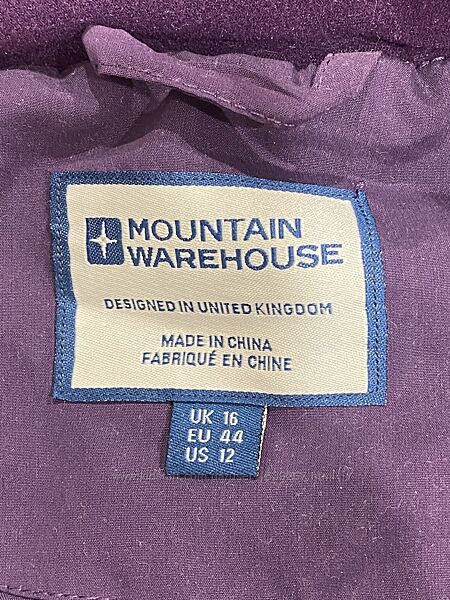 MOUNTAIN
WAREHOUSE
DESIGNED IN UNITED KINGDOM
MADE IN CHINA
FABRIQUÉ EN CHINE
UK 16
EU 44
US 12